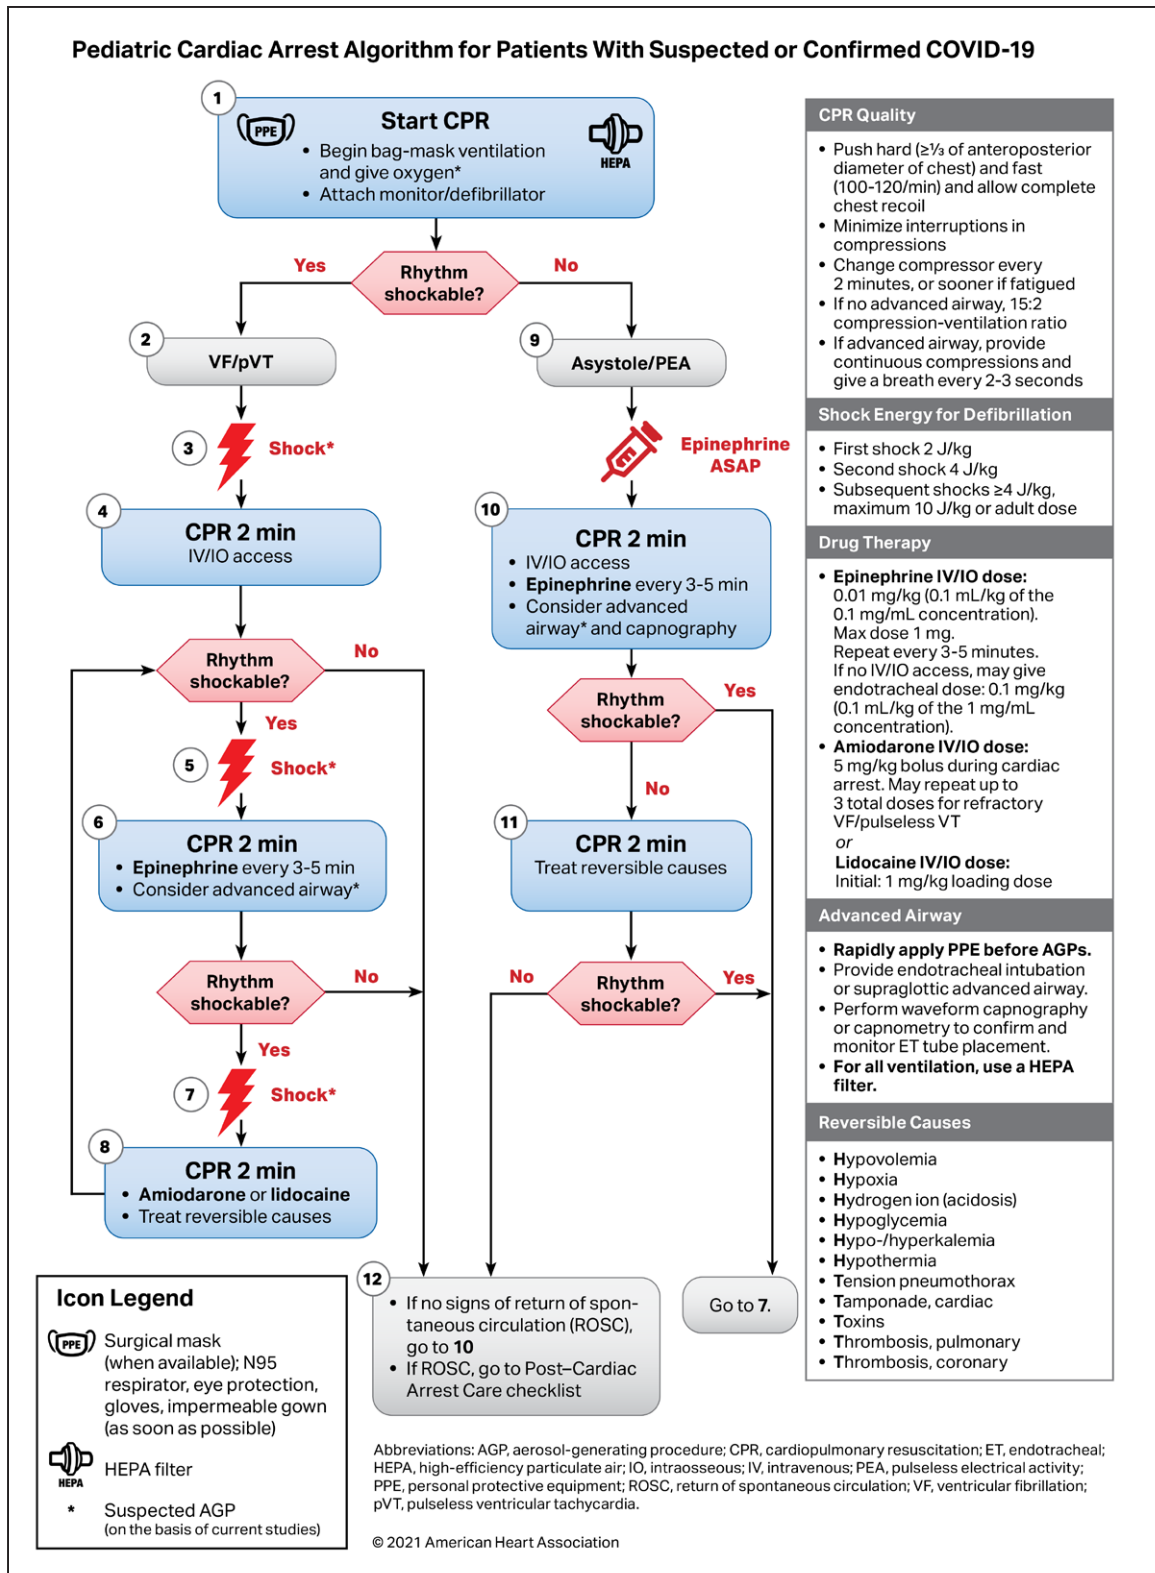 Pediatric Cardiac Arrest Algorithm for Patients With Suspected or Confirmed COVID-19
1
PPE
Start CPR
• Begin bag-mask ventilation
and give oxygen*
• Attach monitor/defibrillator
HEPA
Rhythm
shockable?
Yes
No
2
VF/pVT
3
Shock*
4
CPR 2 min
IV/IO access
Rhythm
shockable?
No
Yes
5
Shock*
6
CPR 2 min
• Epinephrine every 3-5 min
• Consider advanced airway*
Rhythm
shockable?
No
Yes
7
Shock*
8
CPR 2 min
• Amiodarone or lidocaine
• Treat reversible causes
9
Asystole/PEA
Epinephrine
ASAP
10
CPR 2 min
• IV/IO access
• Epinephrine every 3-5 min
• Consider advanced
airway* and capnography
Rhythm
shockable?
Yes
No
11
CPR 2 min
Treat reversible causes
Rhythm
shockable?
No
Yes
12
• If no signs of return of spon-
taneous circulation (ROSC),
go to 10
• If ROSC, go to Post–Cardiac
Arrest Care checklist
Go to 7.
CPR Quality
• Push hard (≥⅓ of anteroposterior
diameter of chest) and fast
(100-120/min) and allow complete
chest recoil
• Minimize interruptions in
compressions
• Change compressor every
2 minutes, or sooner if fatigued
• If no advanced airway, 15:2
compression-ventilation ratio
• If advanced airway, provide
continuous compressions and
give a breath every 2-3 seconds
Shock Energy for Defibrillation
• First shock 2 J/kg
• Second shock 4 J/kg
• Subsequent shocks ≥4 J/kg,
maximum 10 J/kg or adult dose
Drug Therapy
• Epinephrine IV/IO dose:
0.01 mg/kg (0.1 mL/kg of the
0.1 mg/mL concentration).
Max dose 1 mg.
Repeat every 3-5 minutes.
If no IV/IO access, may give
endotracheal dose: 0.1 mg/kg
(0.1 mL/kg of the 1 mg/mL
concentration).
• Amiodarone IV/IO dose:
5 mg/kg bolus during cardiac
arrest. May repeat up to
3 total doses for refractory
VF/pulseless VT
or
Lidocaine IV/IO dose:
Initial: 1 mg/kg loading dose
Advanced Airway
• Rapidly apply PPE before AGPs.
• Provide endotracheal intubation
or supraglottic advanced airway.
• Perform waveform capnography
or capnometry to confirm and
monitor ET tube placement.
• For all ventilation, use a HEPA
filter.
Reversible Causes
• Hypovolemia
• Hypoxia
• Hydrogen ion (acidosis)
• Hypoglycemia
• Hypo-/hyperkalemia
• Hypothermia
• Tension pneumothorax
• Tamponade, cardiac
• Toxins
• Thrombosis, pulmonary
• Thrombosis, coronary
Icon Legend
PPE
Surgical mask
(when available); N95
respirator, eye protection,
gloves, impermeable gown
(as soon as possible)
HEPA
HEPA filter
* Suspected AGP
(on the basis of current studies)
Abbreviations: AGP, aerosol-generating procedure; CPR, cardiopulmonary resuscitation; ET, endotracheal;
HEPA, high-efficiency particulate air; IO, intraosseous; IV, intravenous; PEA, pulseless electrical activity;
PPE, personal protective equipment; ROSC, return of spontaneous circulation; VF, ventricular fibrillation;
pVT, pulseless ventricular tachycardia.
© 2021 American Heart Association